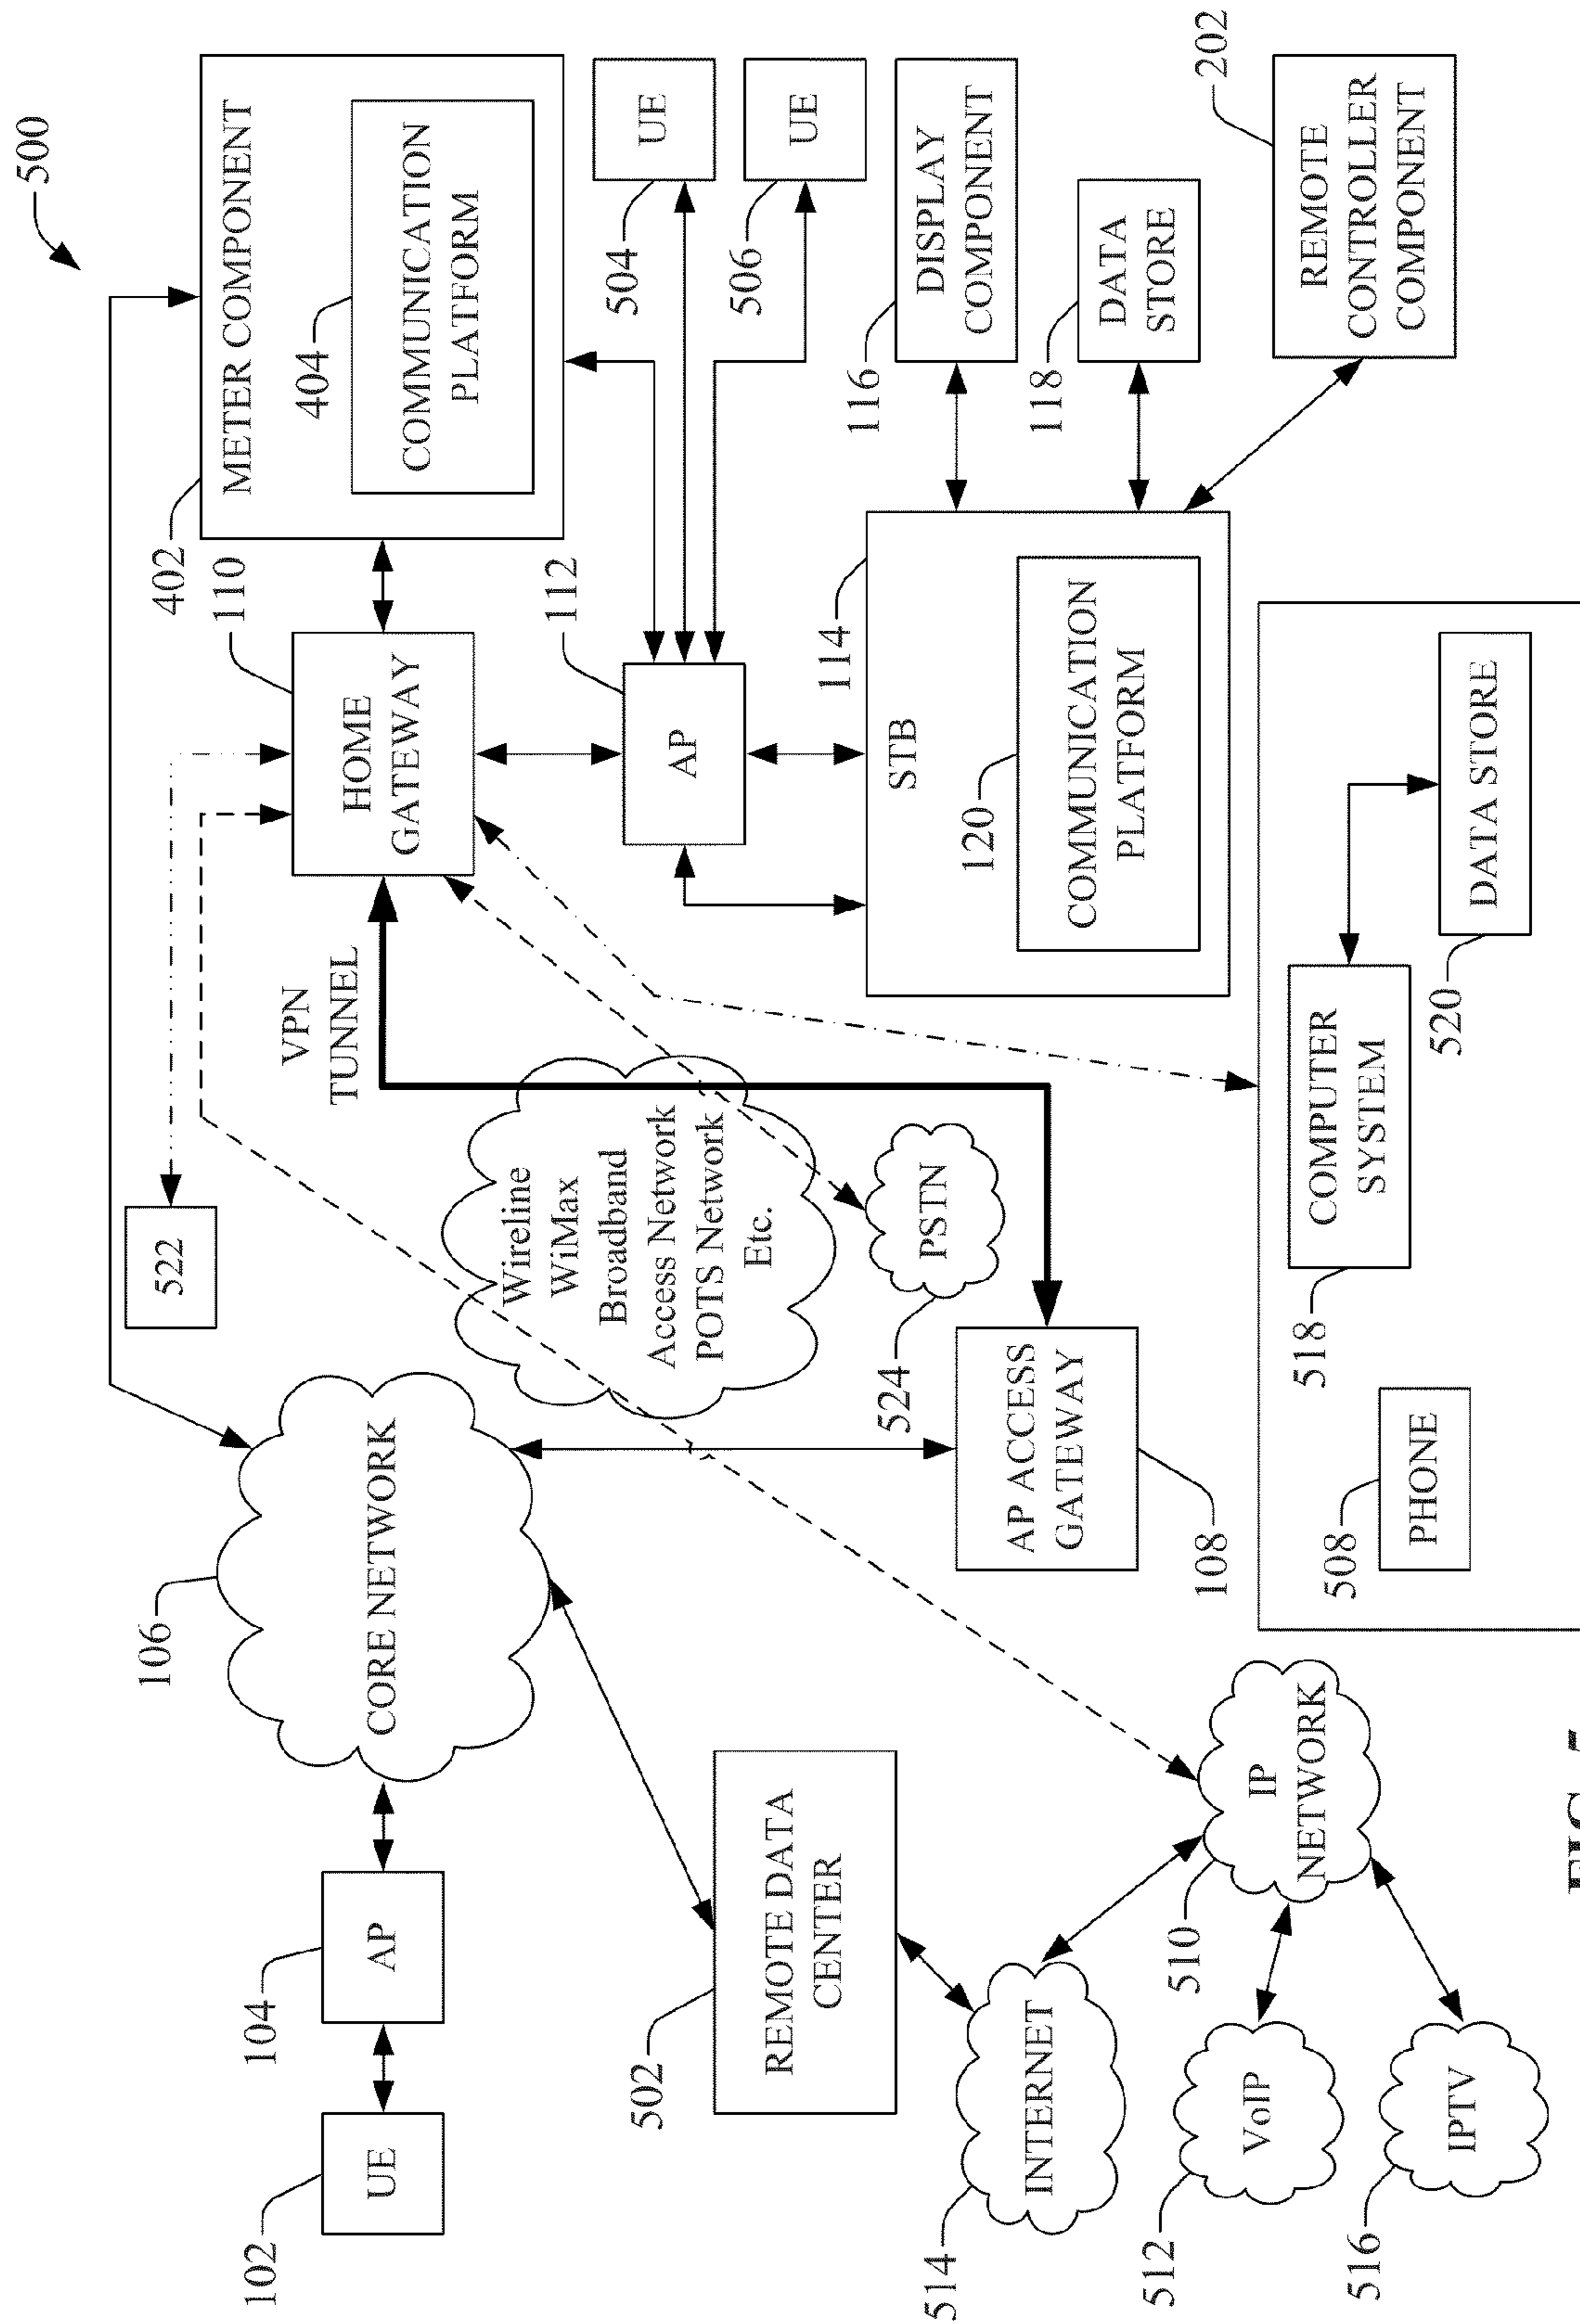 500
METER COMPONENT
404
COMMUNICATION
PLATFORM
402
110
HOME
GATEWAY
VPN
TUNNEL
522
106
CORE NETWORK
104
AP
102
UE
UE
504
UE
506
112
AP
Wireline
WiMax
Broadband
Access Network
POTS Network
Etc.
502
REMOTE DATA
CENTER
DISPLAY
COMPONENT
116
DATA
STORE
118
REMOTE
CONTROLLER
COMPONENT
202
114
STB
120
COMMUNICATION
PLATFORM
PSTN
524
AP ACCESS
GATEWAY
108
514
INTERNET
510
IP
NETWORK
512
VoIP
516
IPTV
518
COMPUTER
SYSTEM
520
DATA STORE
508
PHONE